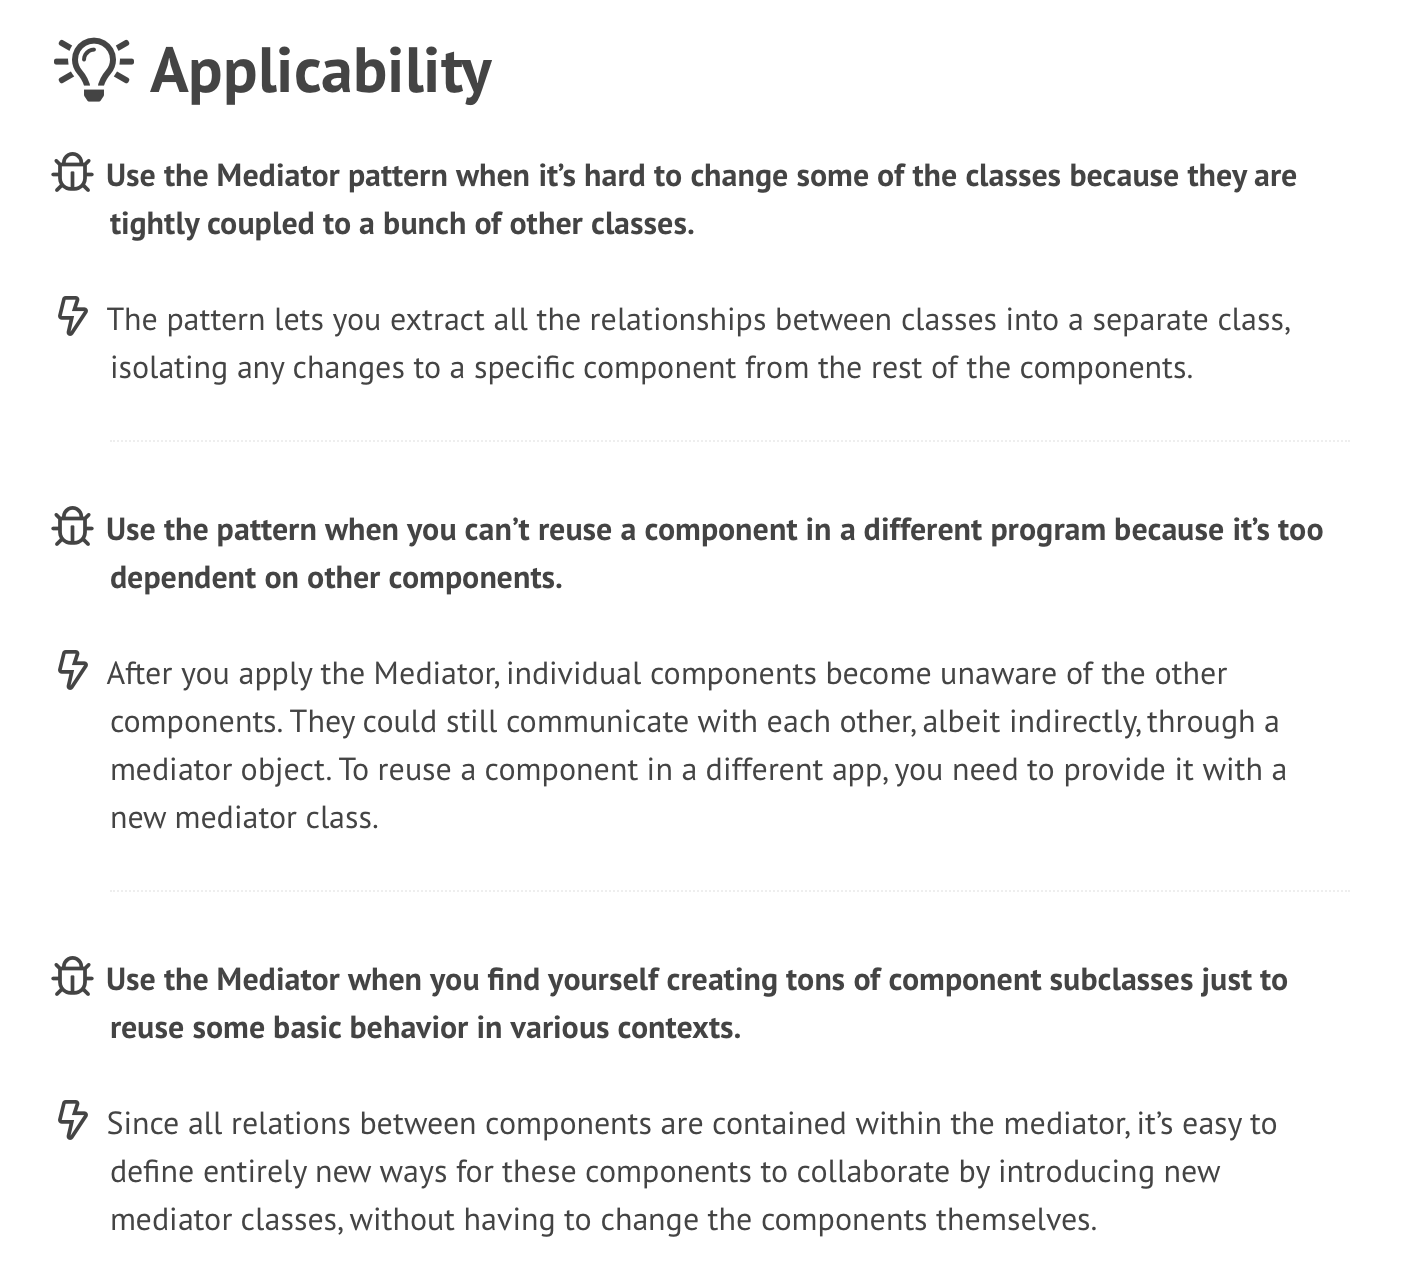 Applicability
Use the Mediator pattern when it’s hard to change some of the classes because they are
tightly coupled to a bunch of other classes.
The pattern lets you extract all the relationships between classes into a separate class,
isolating any changes to a specific component from the rest of the components.
Use the pattern when you can’t reuse a component in a different program because it’s too
dependent on other components.
After you apply the Mediator, individual components become unaware of the other
components. They could still communicate with each other, albeit indirectly, through a
mediator object. To reuse a component in a different app, you need to provide it with a
new mediator class.
Use the Mediator when you find yourself creating tons of component subclasses just to
reuse some basic behavior in various contexts.
Since all relations between components are contained within the mediator, it’s easy to
define entirely new ways for these components to collaborate by introducing new
mediator classes, without having to change the components themselves.